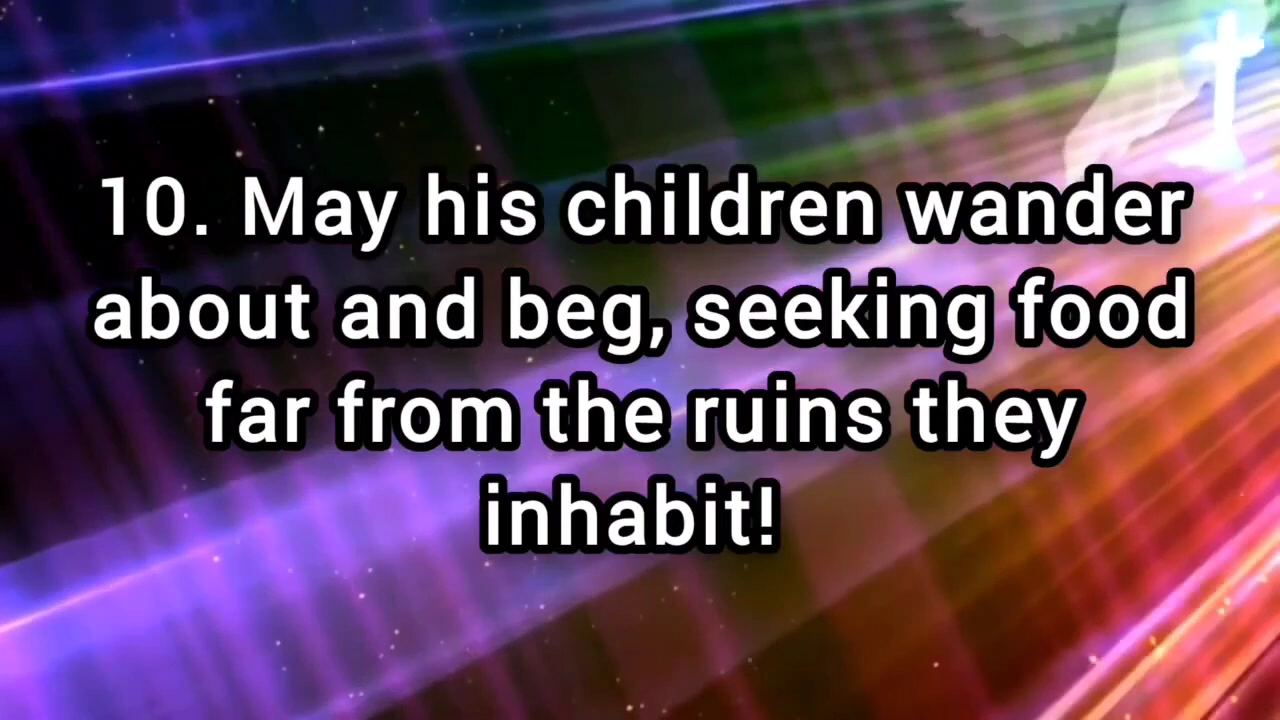 10. May his children wander
about and beg, seeking food
far from the ruins they
inhabit!